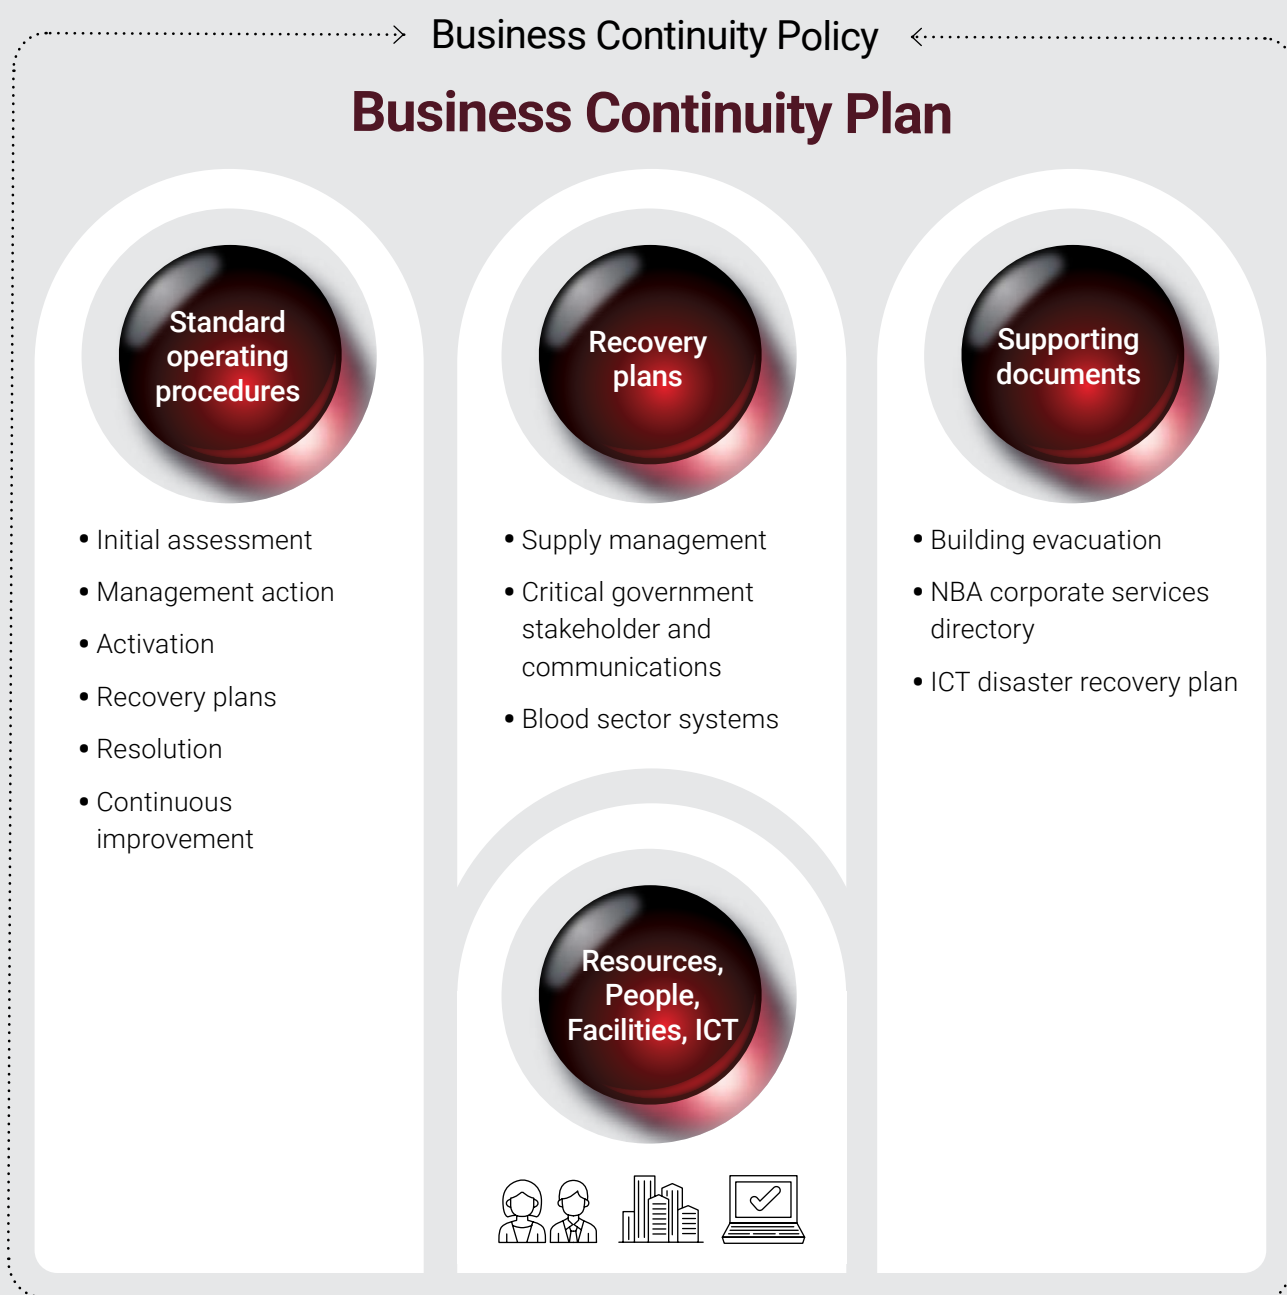 Business Continuity Policy
Business Continuity Plan
Standard
operating
procedures
• Initial assessment
• Management action
• Activation
• Recovery plans
• Resolution
• Continuous
improvement
Recovery
plans
• Supply management
• Critical government
stakeholder and
communications
• Blood sector systems
Resources,
People,
Facilities, ICT
Supporting
documents
• Building evacuation
• NBA corporate services
directory
• ICT disaster recovery plan